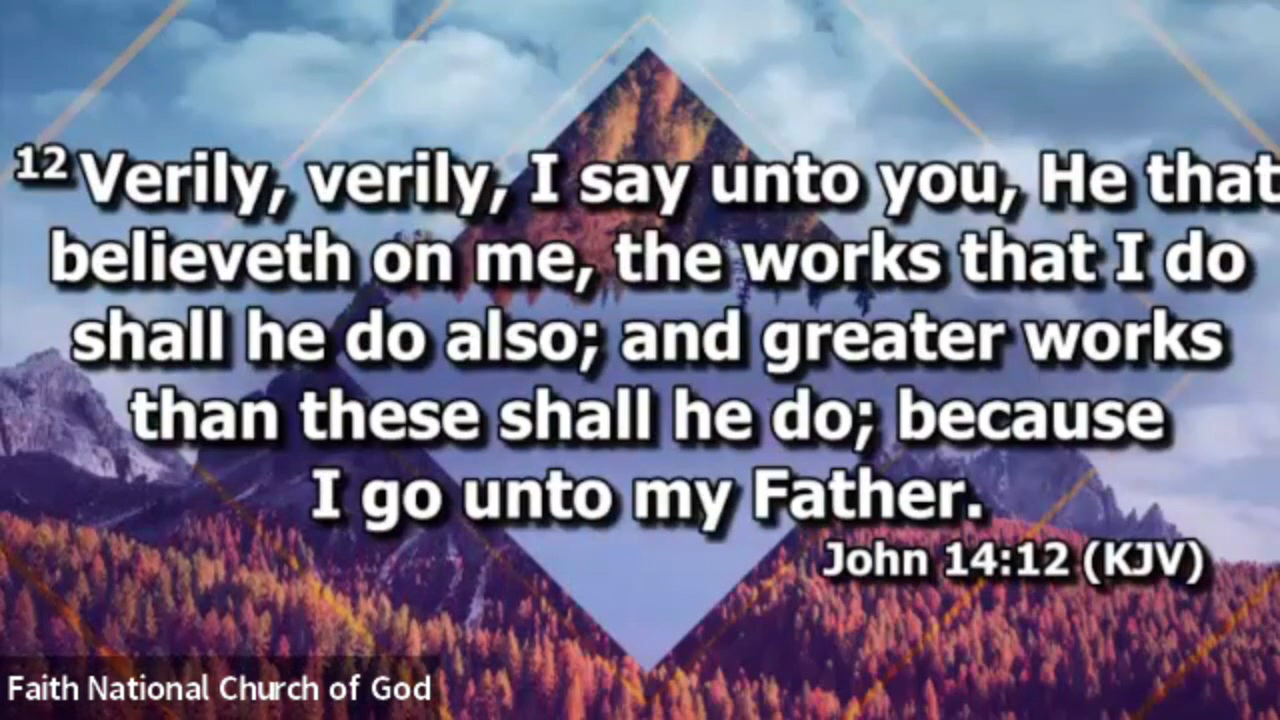 12 Verily, verily, I say unto you, He that
believeth on me, the works that I do
shall he do also; and greater works
than these shall he do; because
I go unto my Father.
John 14:12 (KJV)
Faith National Church of God